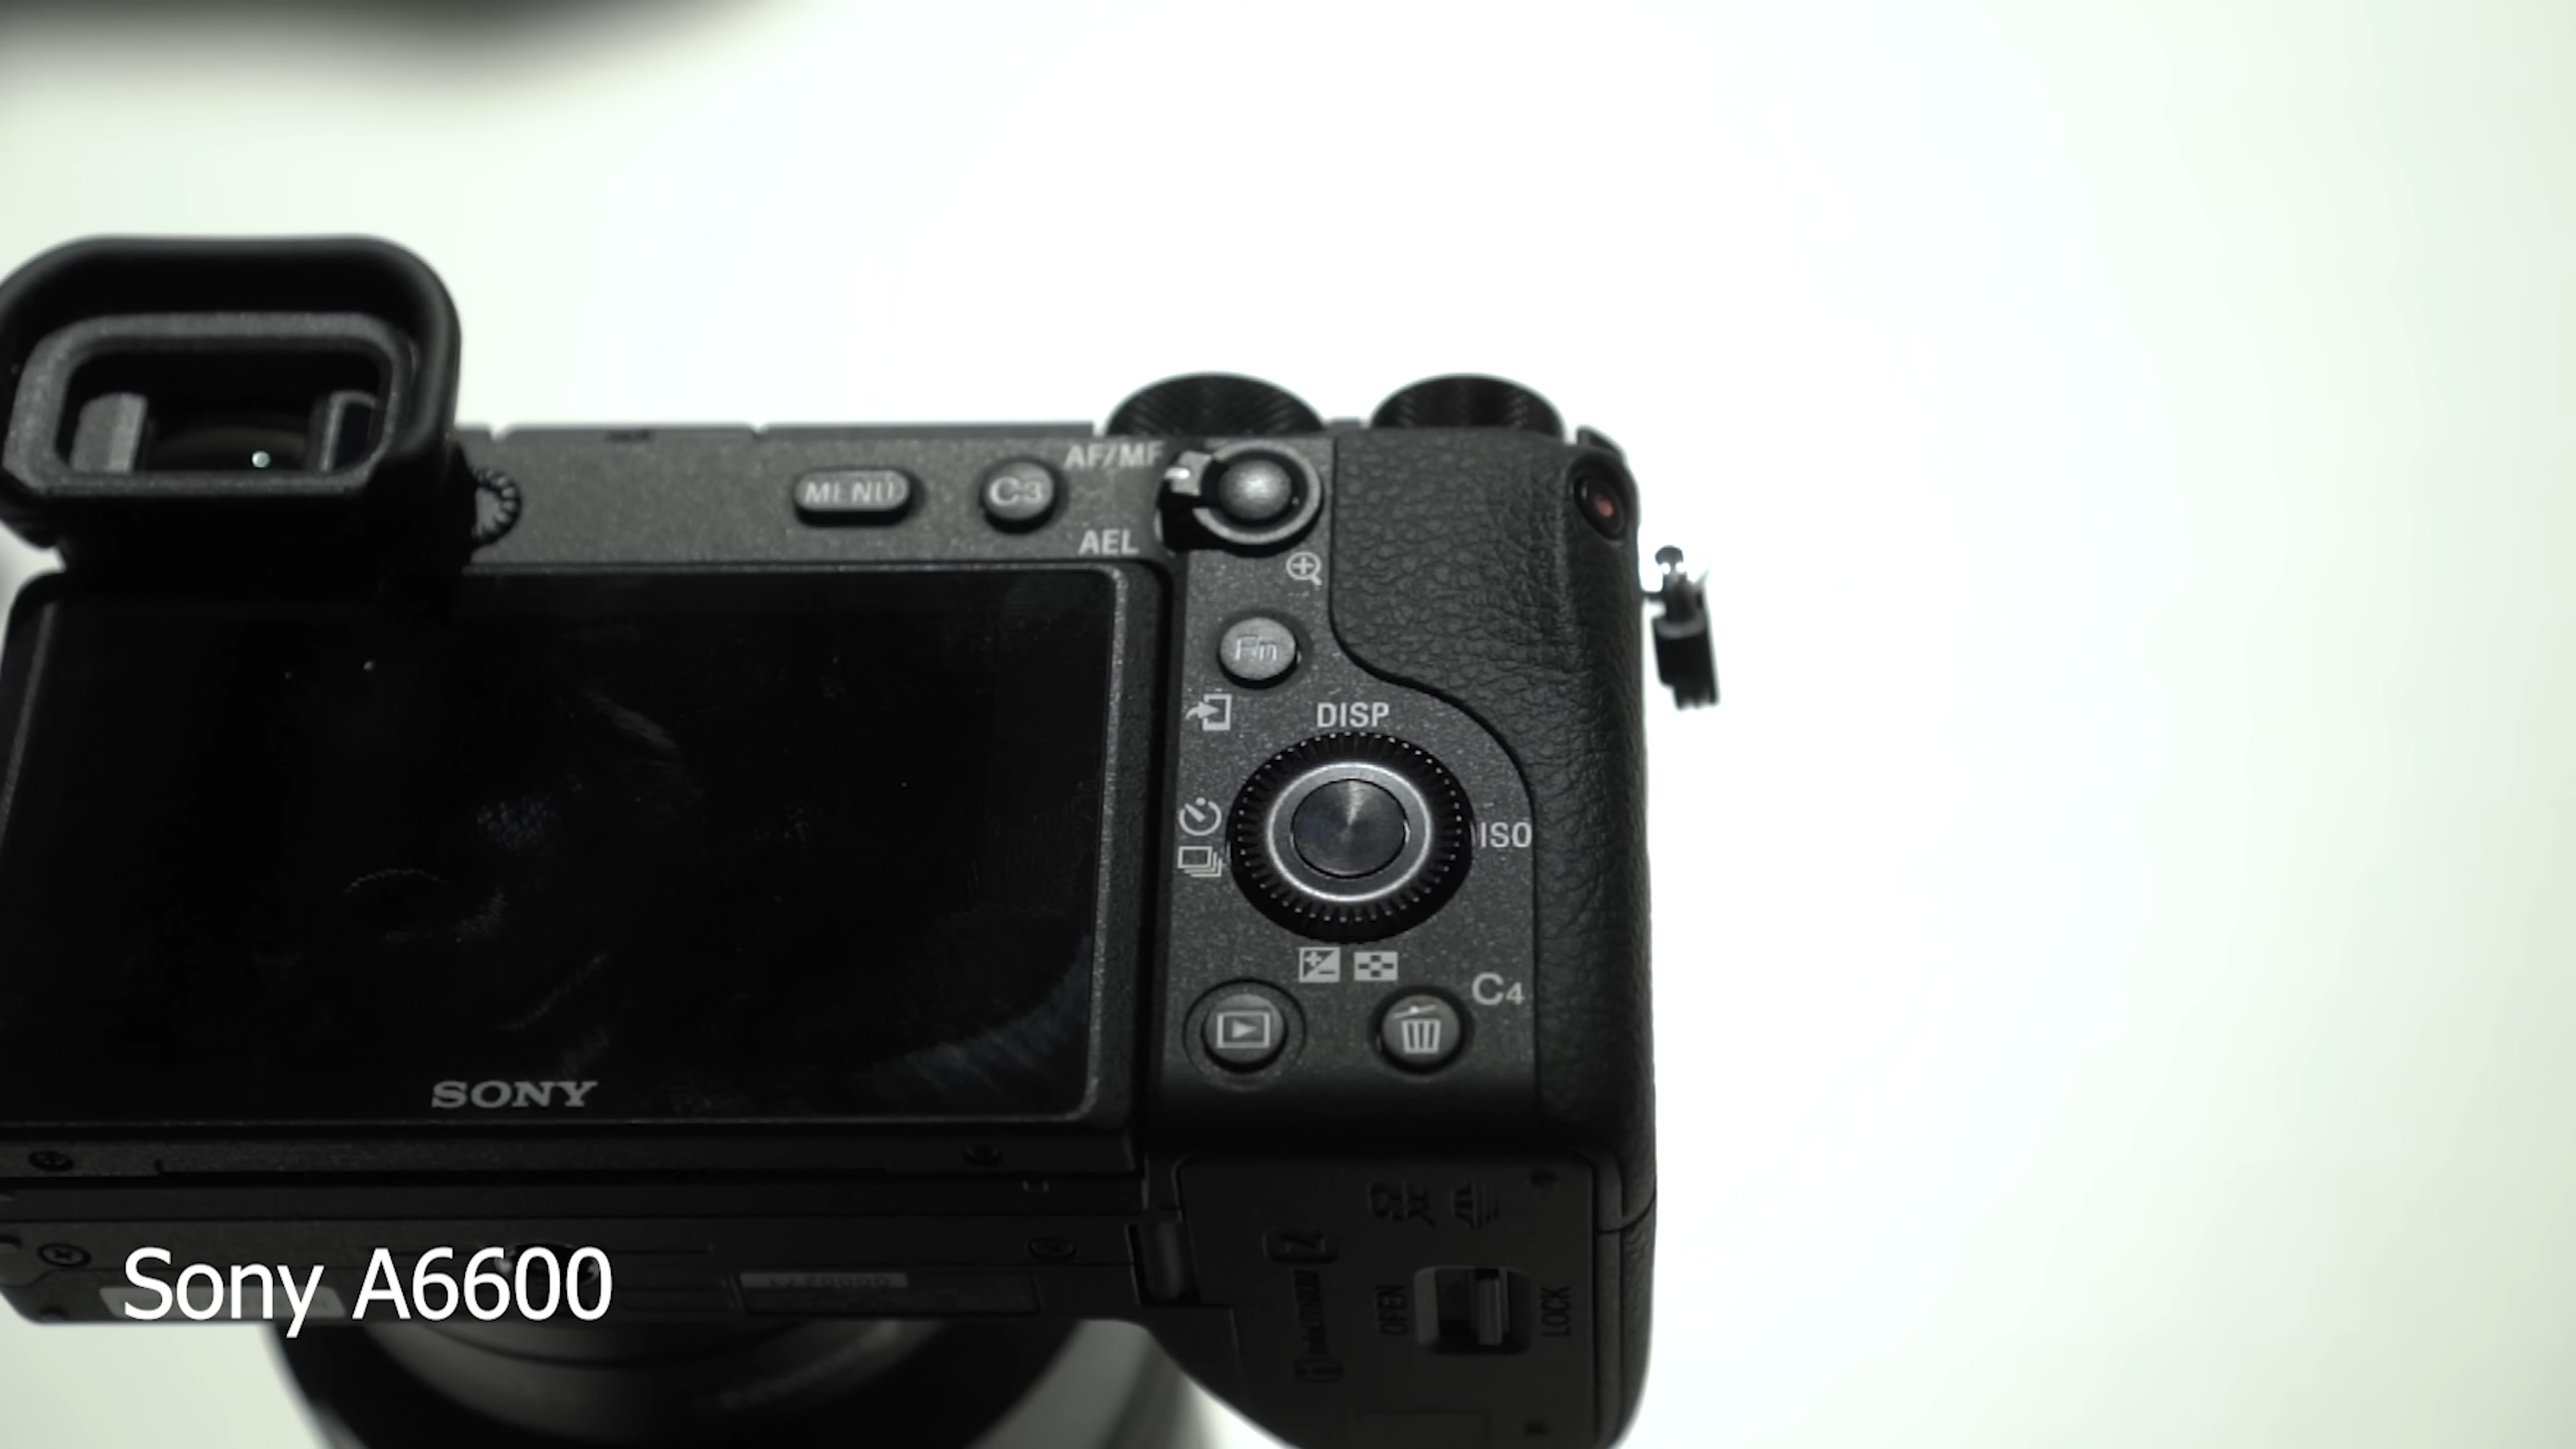 MENU
C3
AF/MF
AEL
Fn
DISP
ISO
C4
SONY
OPEN
LOCK
Sony A6600